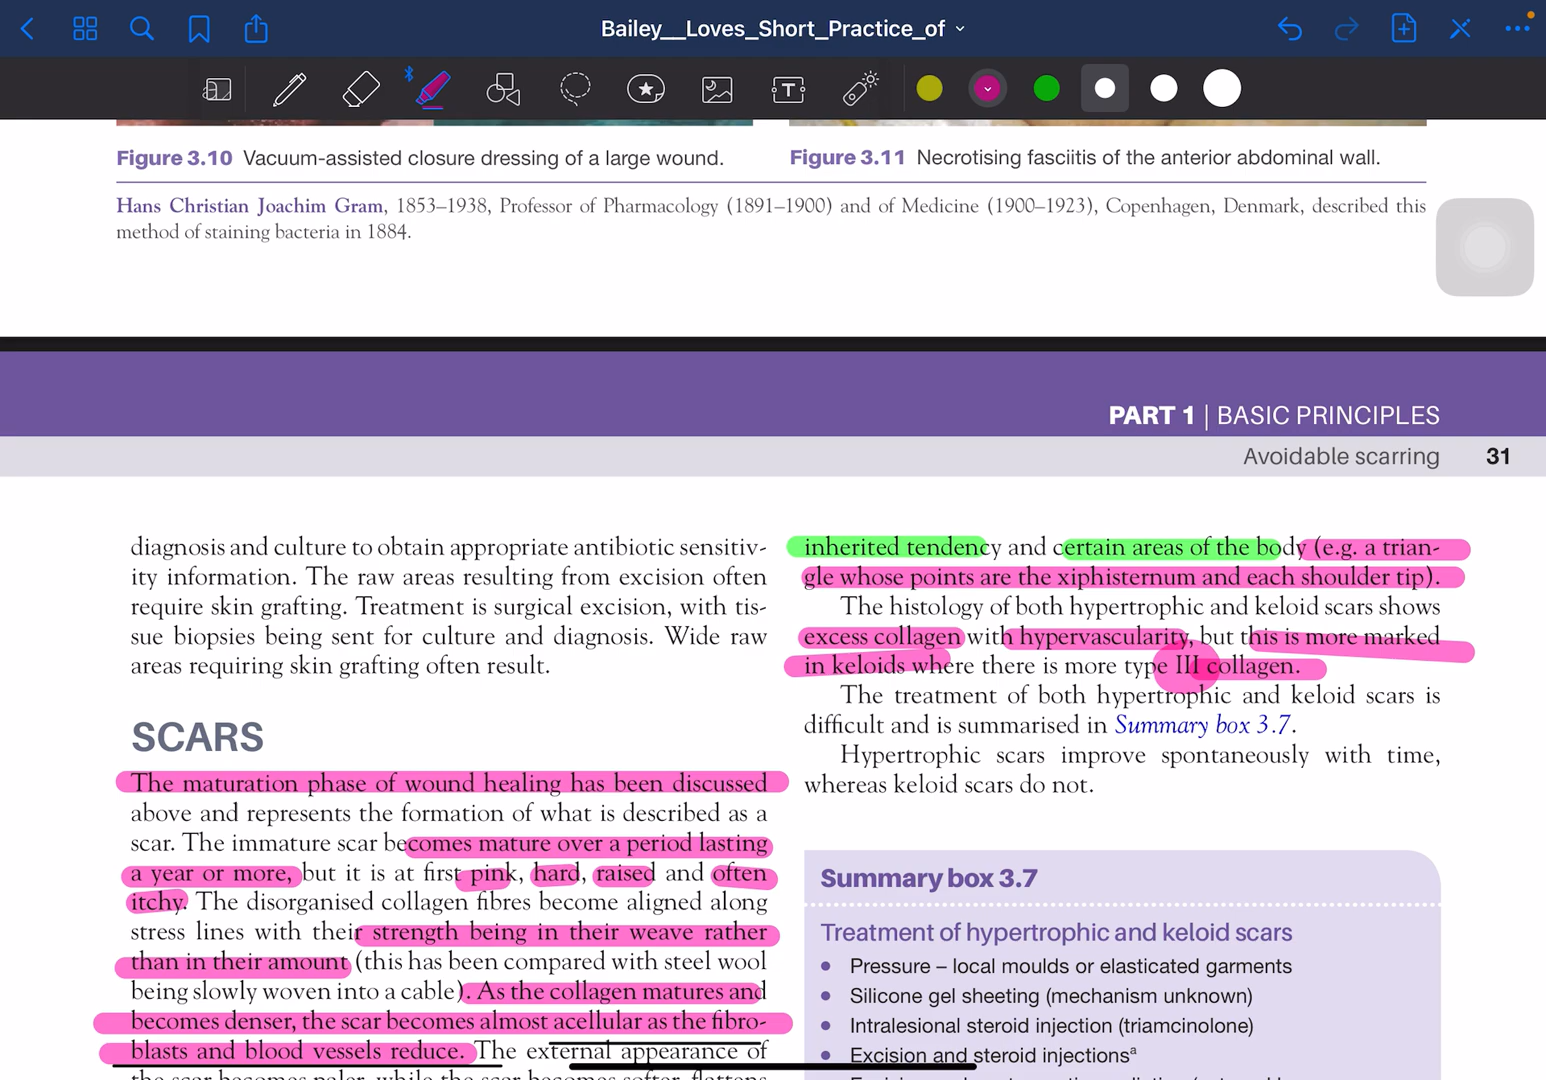 Bailey__Loves_Short_Practice_of
T
Figure 3.10 Vacuum-assisted closure dressing of a large wound.
Figure 3.11 Necrotising fasciitis of the anterior abdominal wall.
Hans Christian Joachim Gram, 1853–1938, Professor of Pharmacology (1891–1900) and of Medicine (1900–1923), Copenhagen, Denmark, described this
method of staining bacteria in 1884.
PART 1 | BASIC PRINCIPLES
Avoidable scarring 31
diagnosis and culture to obtain appropriate antibiotic sensitiv-
ity information. The raw areas resulting from excision often
require skin grafting. Treatment is surgical excision, with tis-
sue biopsies being sent for culture and diagnosis. Wide raw
areas requiring skin grafting often result.
SCARS
The maturation phase of wound healing has been discussed
above and represents the formation of what is described as a
scar. The immature scar becomes mature over a period lasting
a year or more, but it is at first pink, hard, raised and often
itchy. The disorganised collagen fibres become aligned along
stress lines with their strength being in their weave rather
than in their amount (this has been compared with steel wool
being slowly woven into a cable). As the collagen matures and
becomes denser, the scar becomes almost acellular as the fibro-
blasts and blood vessels reduce. The external appearance of
the scar becomes paler, while the scar becomes softer, flattens
inherited tendency and certain areas of the body (e.g. a trian-
gle whose points are the xiphisternum and each shoulder tip).
The histology of both hypertrophic and keloid scars shows
excess collagen with hypervascularity, but this is more marked
in keloids where there is more type III collagen.
The treatment of both hypertrophic and keloid scars is
difficult and is summarised in Summary box 3.7.
Hypertrophic scars improve spontaneously with time,
whereas keloid scars do not.
Summary box 3.7
Treatment of hypertrophic and keloid scars
• Pressure – local moulds or elasticated garments
• Silicone gel sheeting (mechanism unknown)
• Intralesional steroid injection (triamcinolone)
• Excision and steroid injectionsᵃ